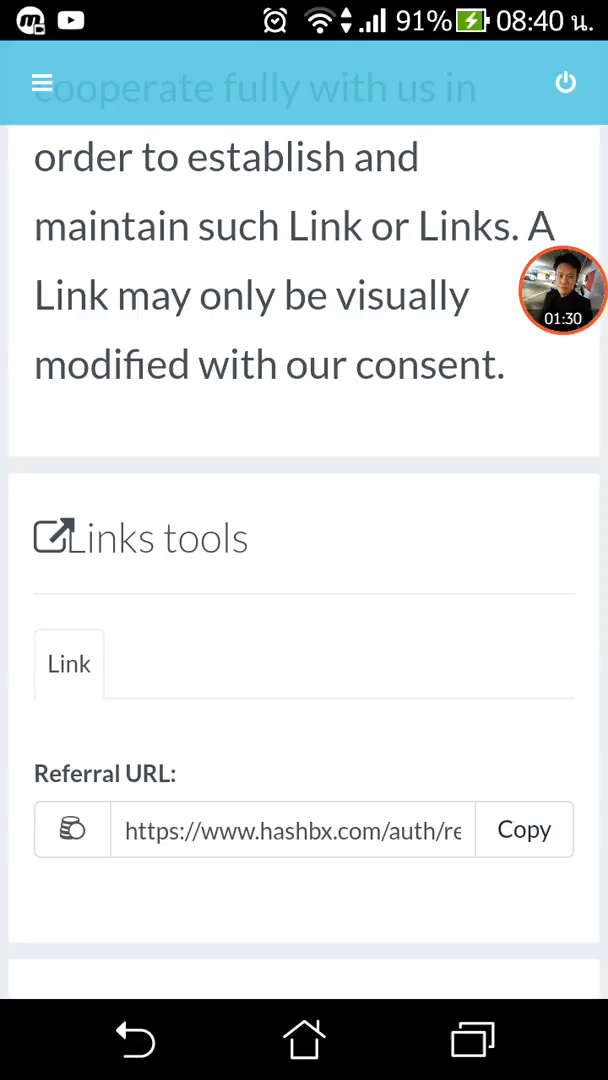 91% 08:40 น.
cooperate fully with us in
order to establish and
maintain such Link or Links. A
Link may only be visually
modified with our consent.
01:30
Links tools
Link
Referral URL:
https://www.hashbx.com/auth/re
Copy